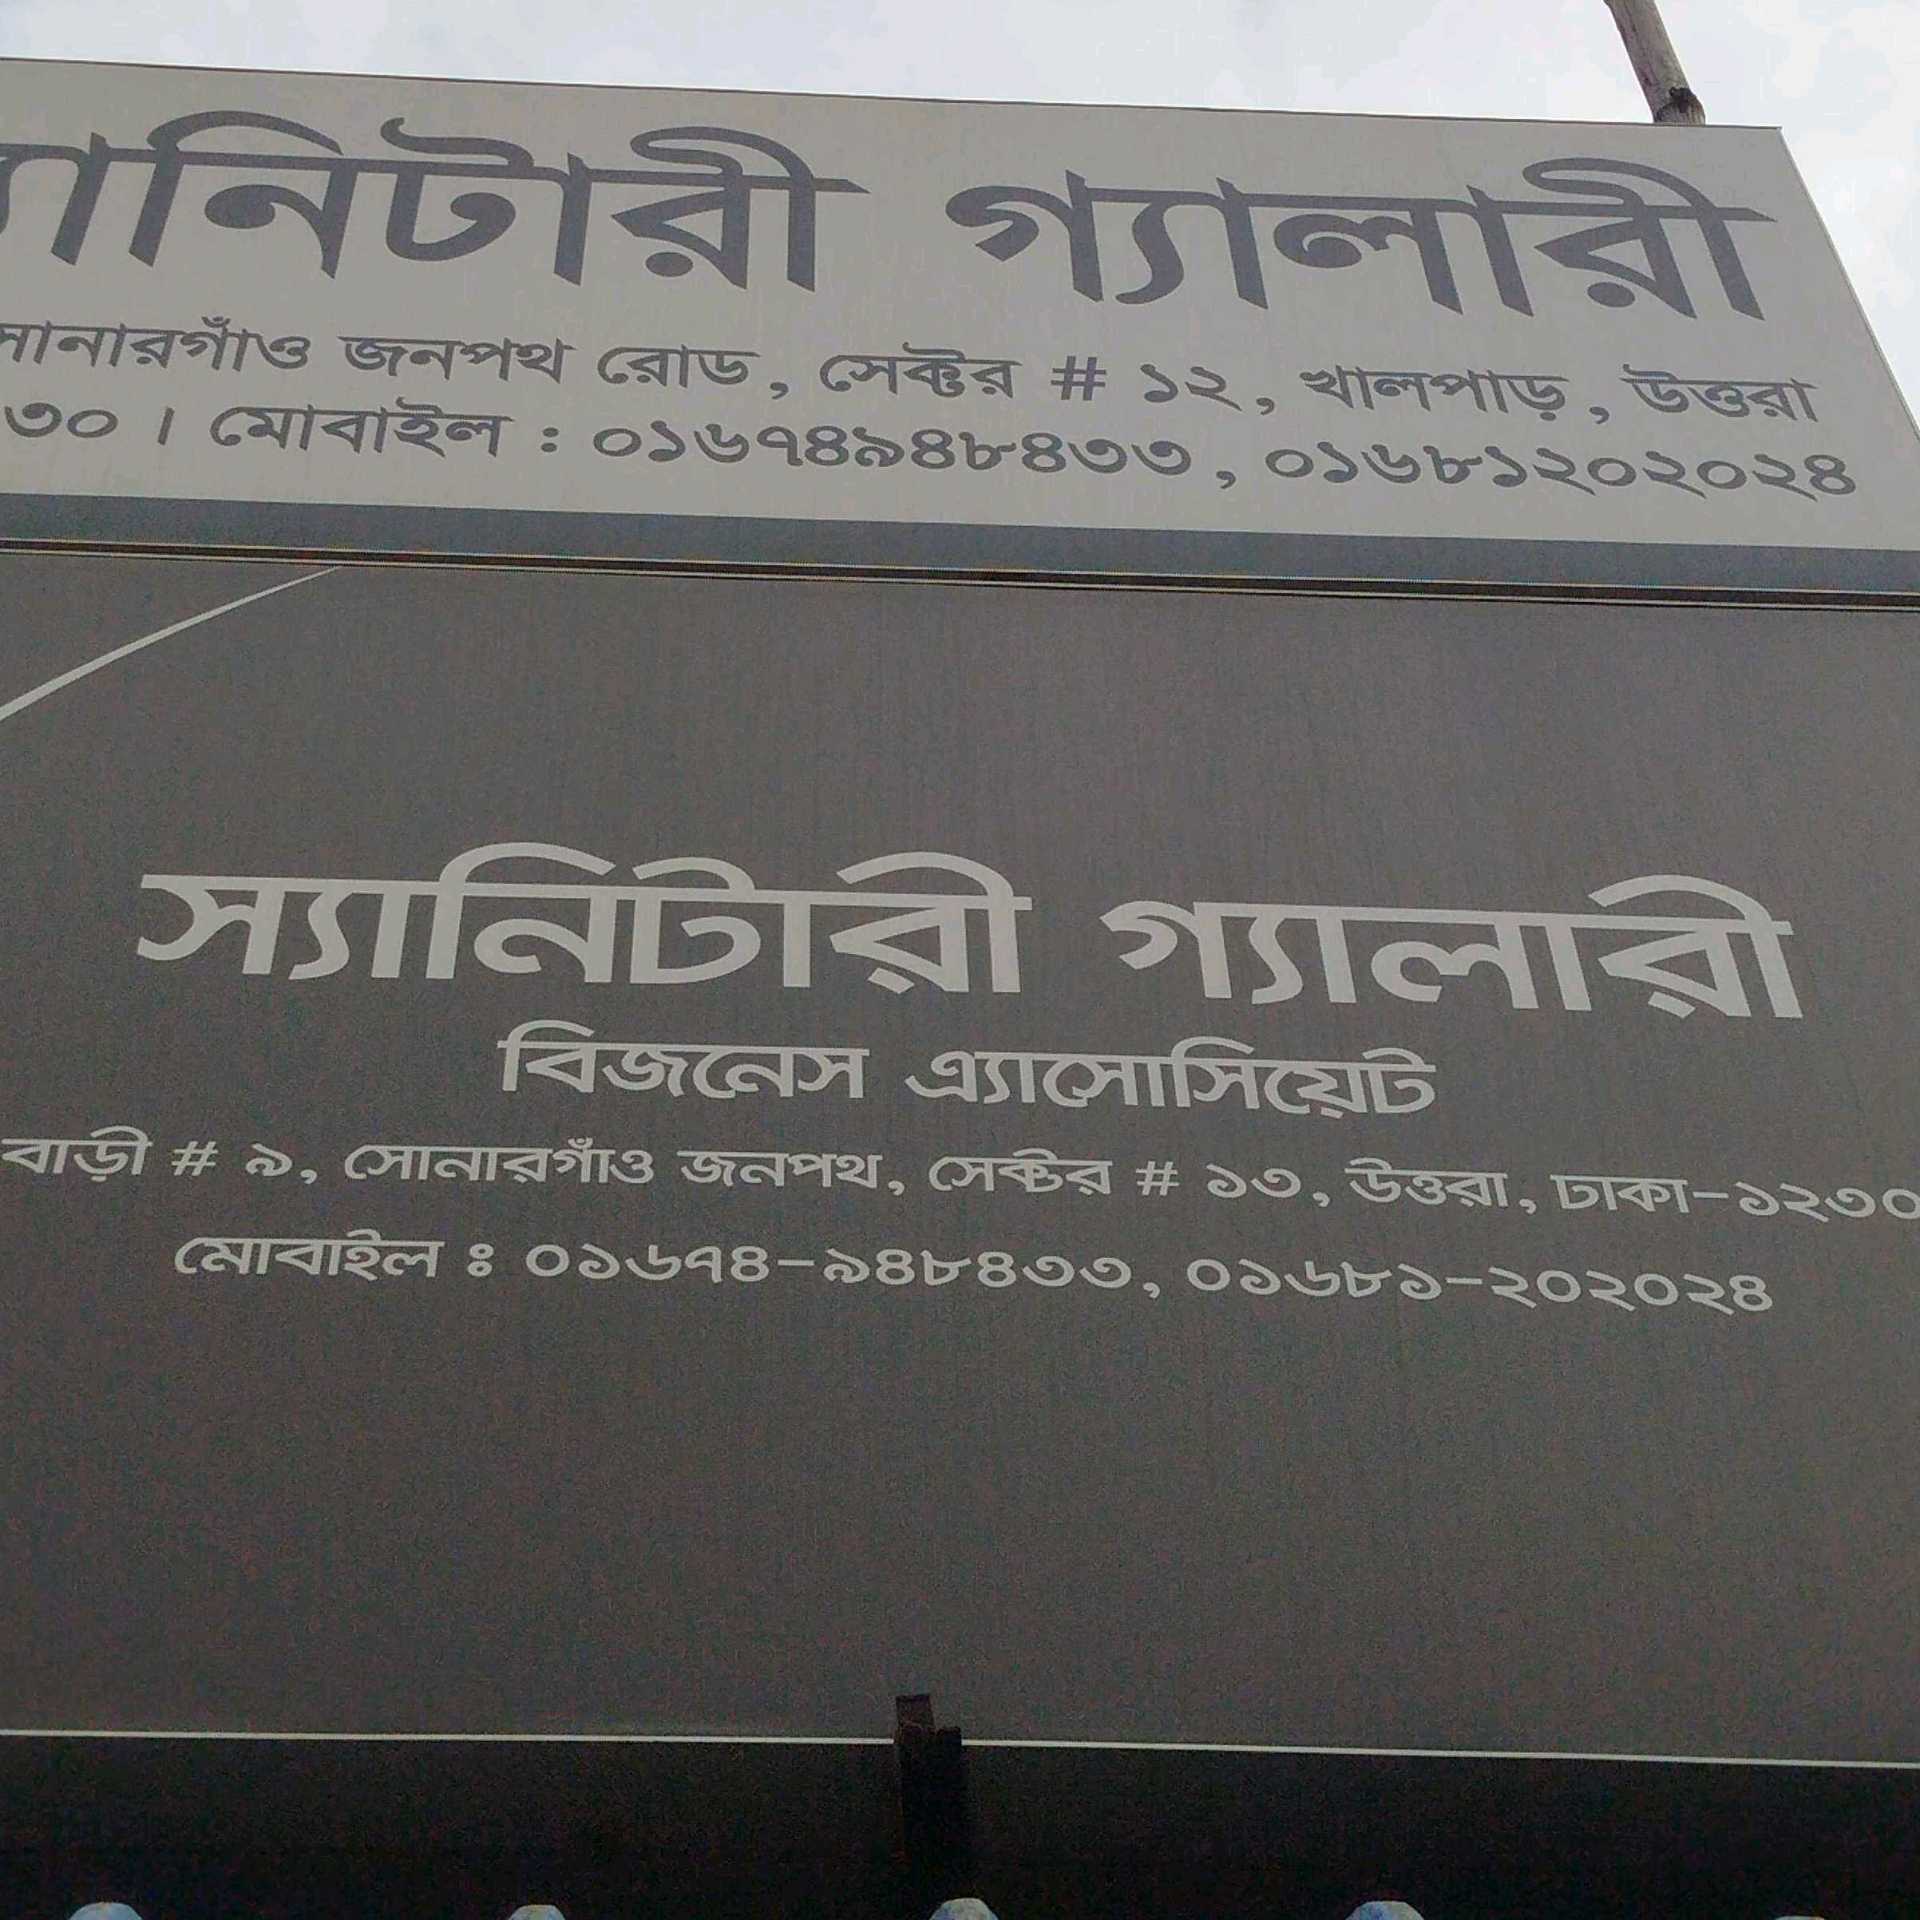 স্যানিটারী গ্যালারী
সোনারগাঁও জনপথ রোড, সেক্টর # ১২, খালপাড়, উত্তরা
৩০। মোবাইল : ০১৬৭৪৯৪৮৪৩৩, ০১৬৮১২০২০২৪
স্যানিটারী গ্যালারী
বিজনেস এ্যাসোসিয়েট
বাড়ী # ৯, সোনারগাঁও জনপথ, সেক্টর # ১৩, উত্তরা, ঢাকা-১২৩০
মোবাইল ঃ ০১৬৭৪-৯৪৮৪৩৩, ০১৬৮১-২০২০২৪